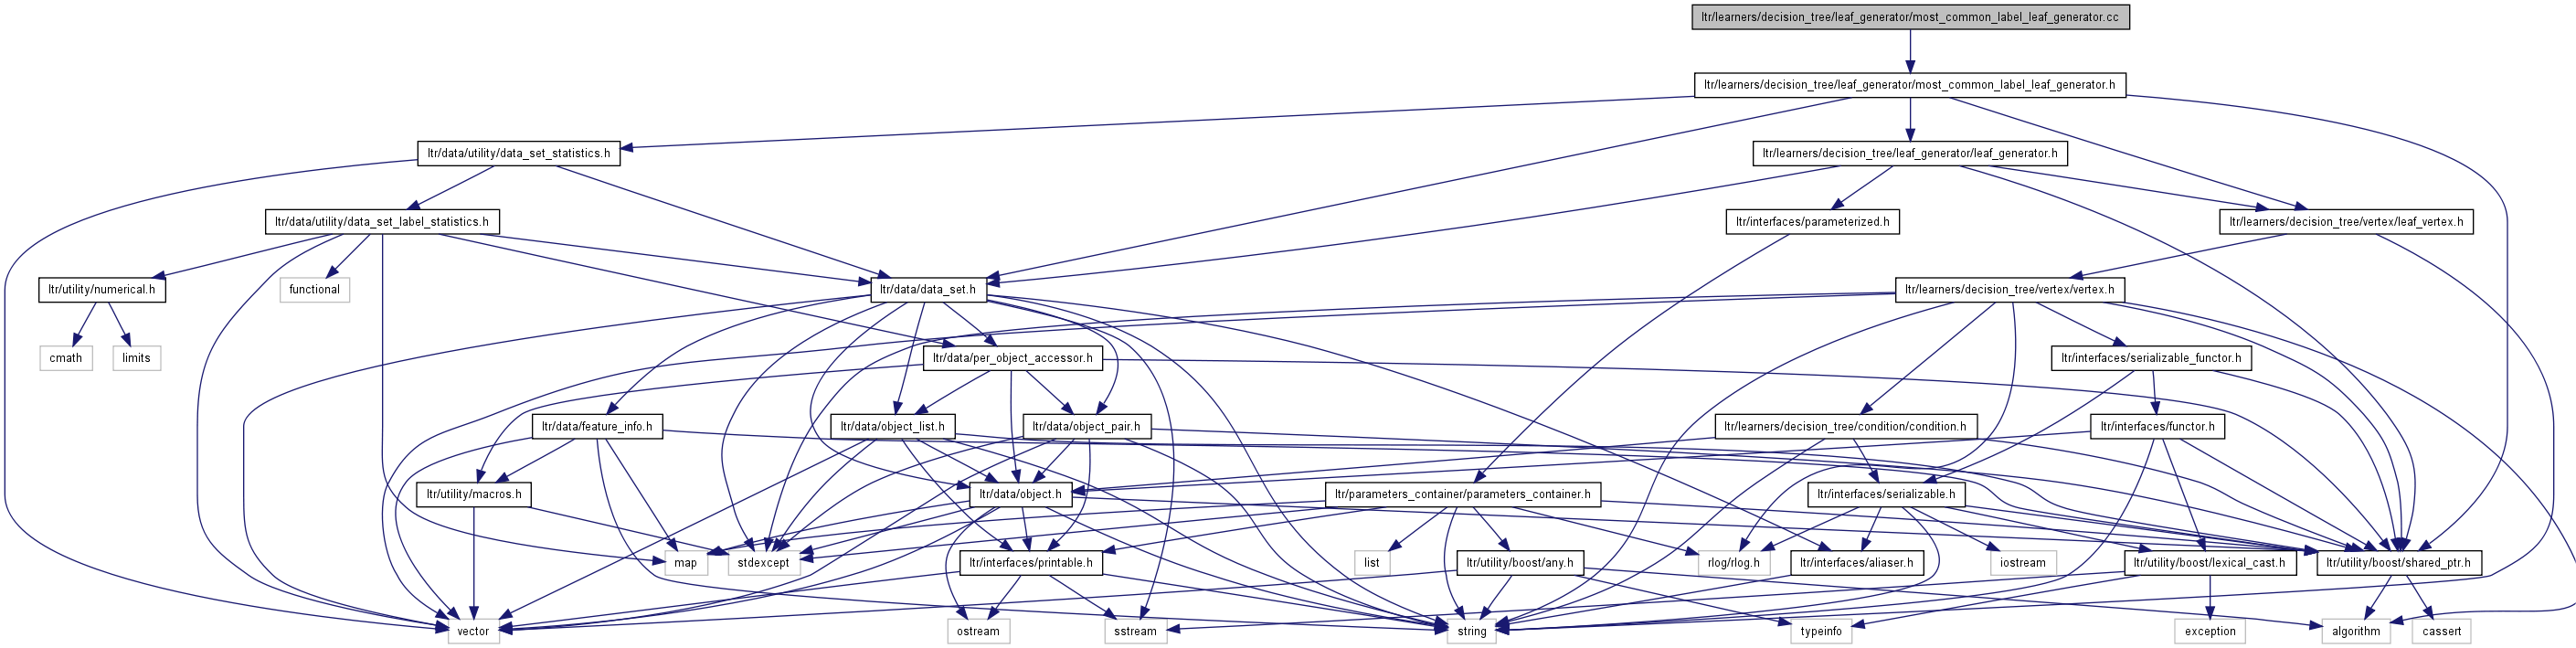 ltr/learners/decision_tree/leaf_generator/most_common_label_leaf_generator.cc
ltr/learners/decision_tree/leaf_generator/most_common_label_leaf_generator.h
ltr/data/utility/data_set_statistics.h
ltr/learners/decision_tree/leaf_generator/leaf_generator.h
ltr/data/utility/data_set_label_statistics.h
ltr/interfaces/parameterized.h
ltr/learners/decision_tree/vertex/leaf_vertex.h
ltr/utility/numerical.h
functional
ltr/data/data_set.h
ltr/learners/decision_tree/vertex/vertex.h
cmath
limits
ltr/data/per_object_accessor.h
ltr/interfaces/serializable_functor.h
ltr/data/feature_info.h
ltr/data/object_list.h
ltr/data/object_pair.h
ltr/learners/decision_tree/condition/condition.h
ltr/interfaces/functor.h
ltr/utility/macros.h
ltr/data/object.h
ltr/parameters_container/parameters_container.h
ltr/interfaces/serializable.h
map
stdexcept
ltr/interfaces/printable.h
list
ltr/utility/boost/any.h
rlog/rlog.h
ltr/interfaces/aliaser.h
iostream
ltr/utility/boost/lexical_cast.h
ltr/utility/boost/shared_ptr.h
vector
ostream
sstream
string
typeinfo
exception
algorithm
cassert